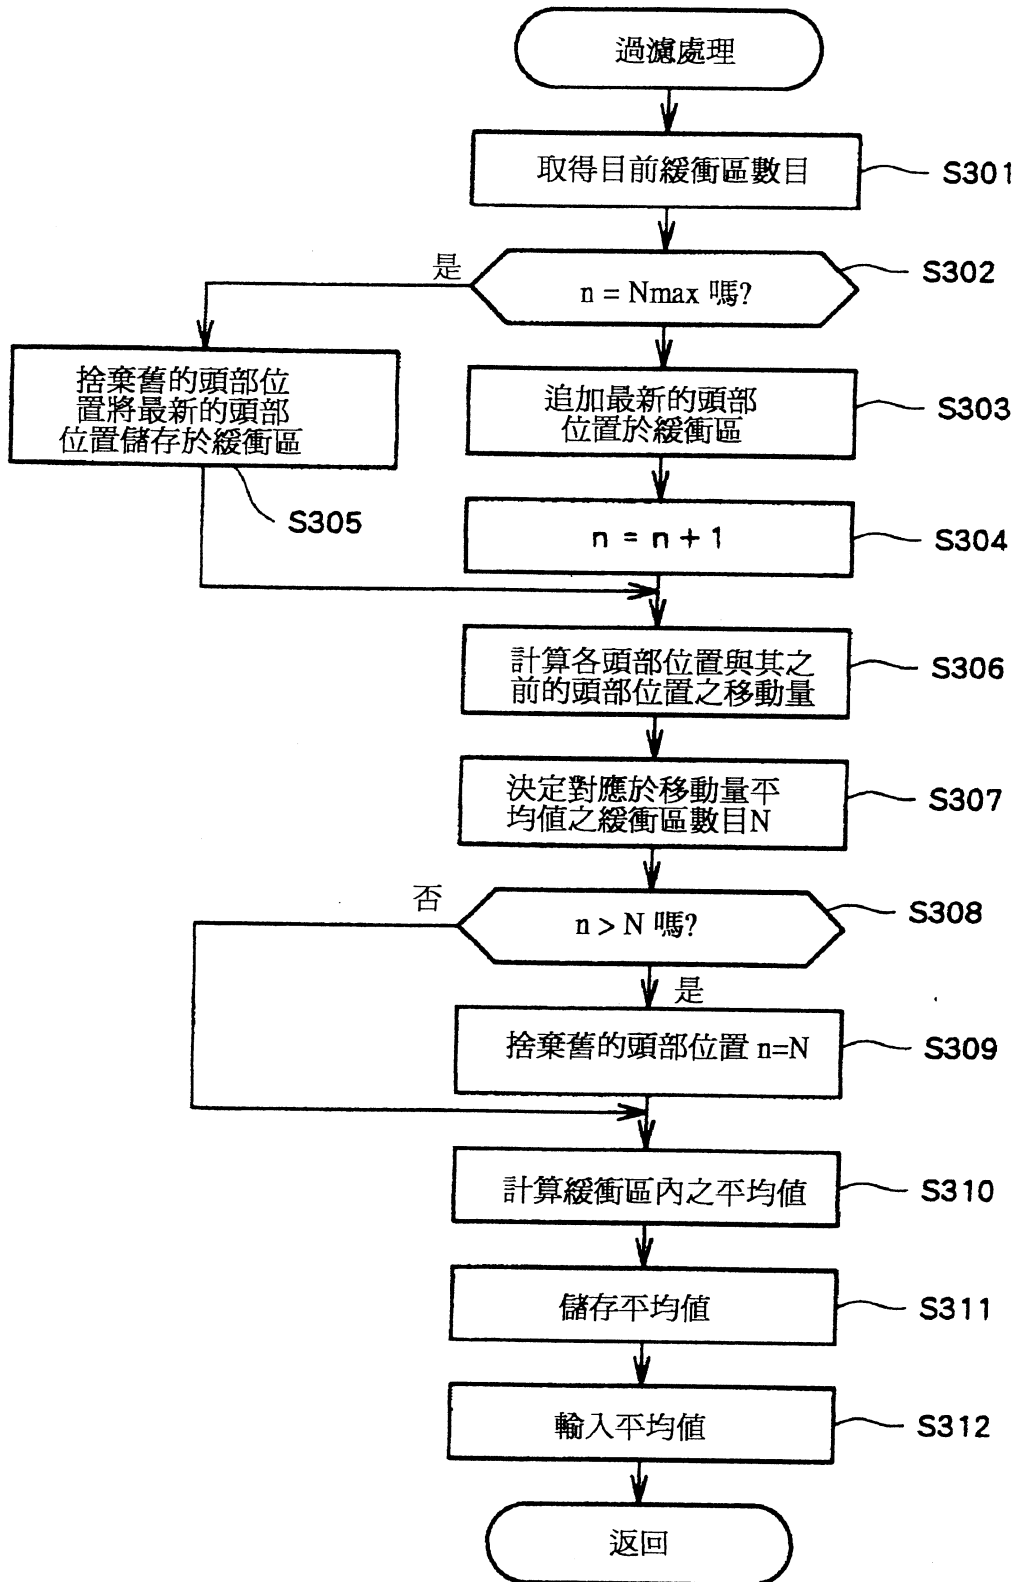 過濾處理
取得目前緩衝區數目
S301
是
n = Nmax 嗎?
S302
捨棄舊的頭部位
置將最新的頭部
位置儲存於緩衝區
S305
追加最新的頭部
位置於緩衝區
S303
n = n + 1
S304
計算各頭部位置與其之
前的頭部位置之移動量
S306
決定對應於移動量平
均值之緩衝區數目N
S307
否
n > N 嗎?
S308
是
捨棄舊的頭部位置 n=N
S309
計算緩衝區內之平均值
S310
儲存平均值
S311
輸入平均值
S312
返回